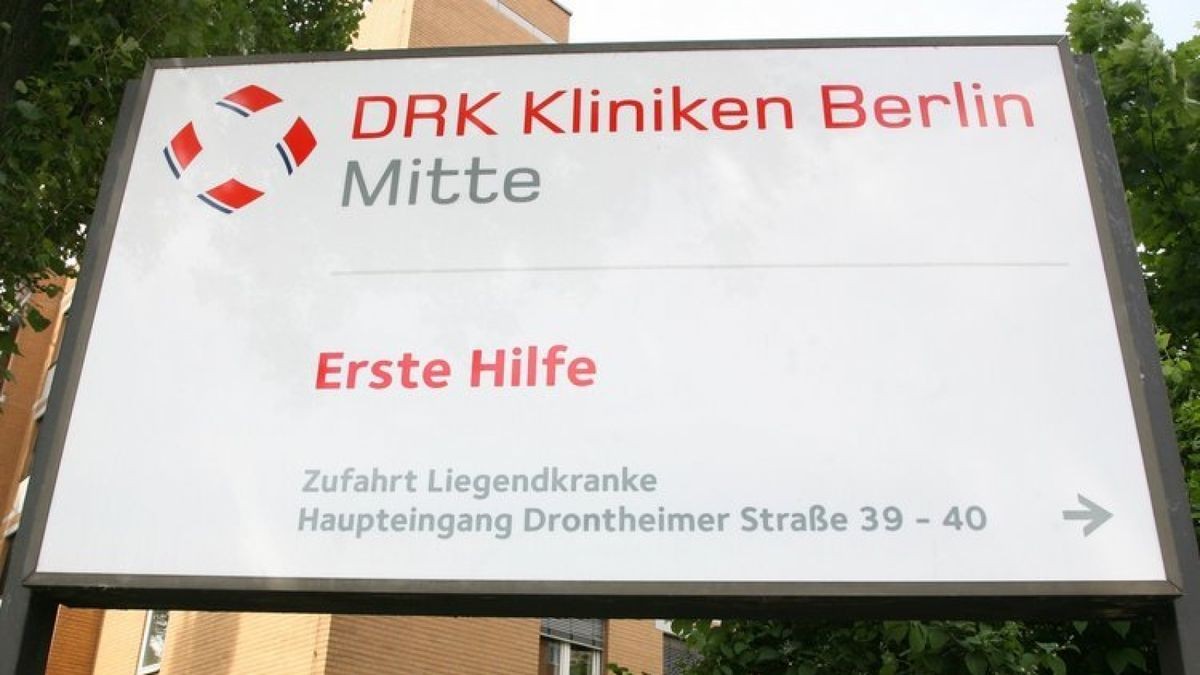 DRK Kliniken Berlin
Mitte
Erste Hilfe
Zufahrt Liegendkranke
Haupteingang Drontheimer Straße 39 - 40